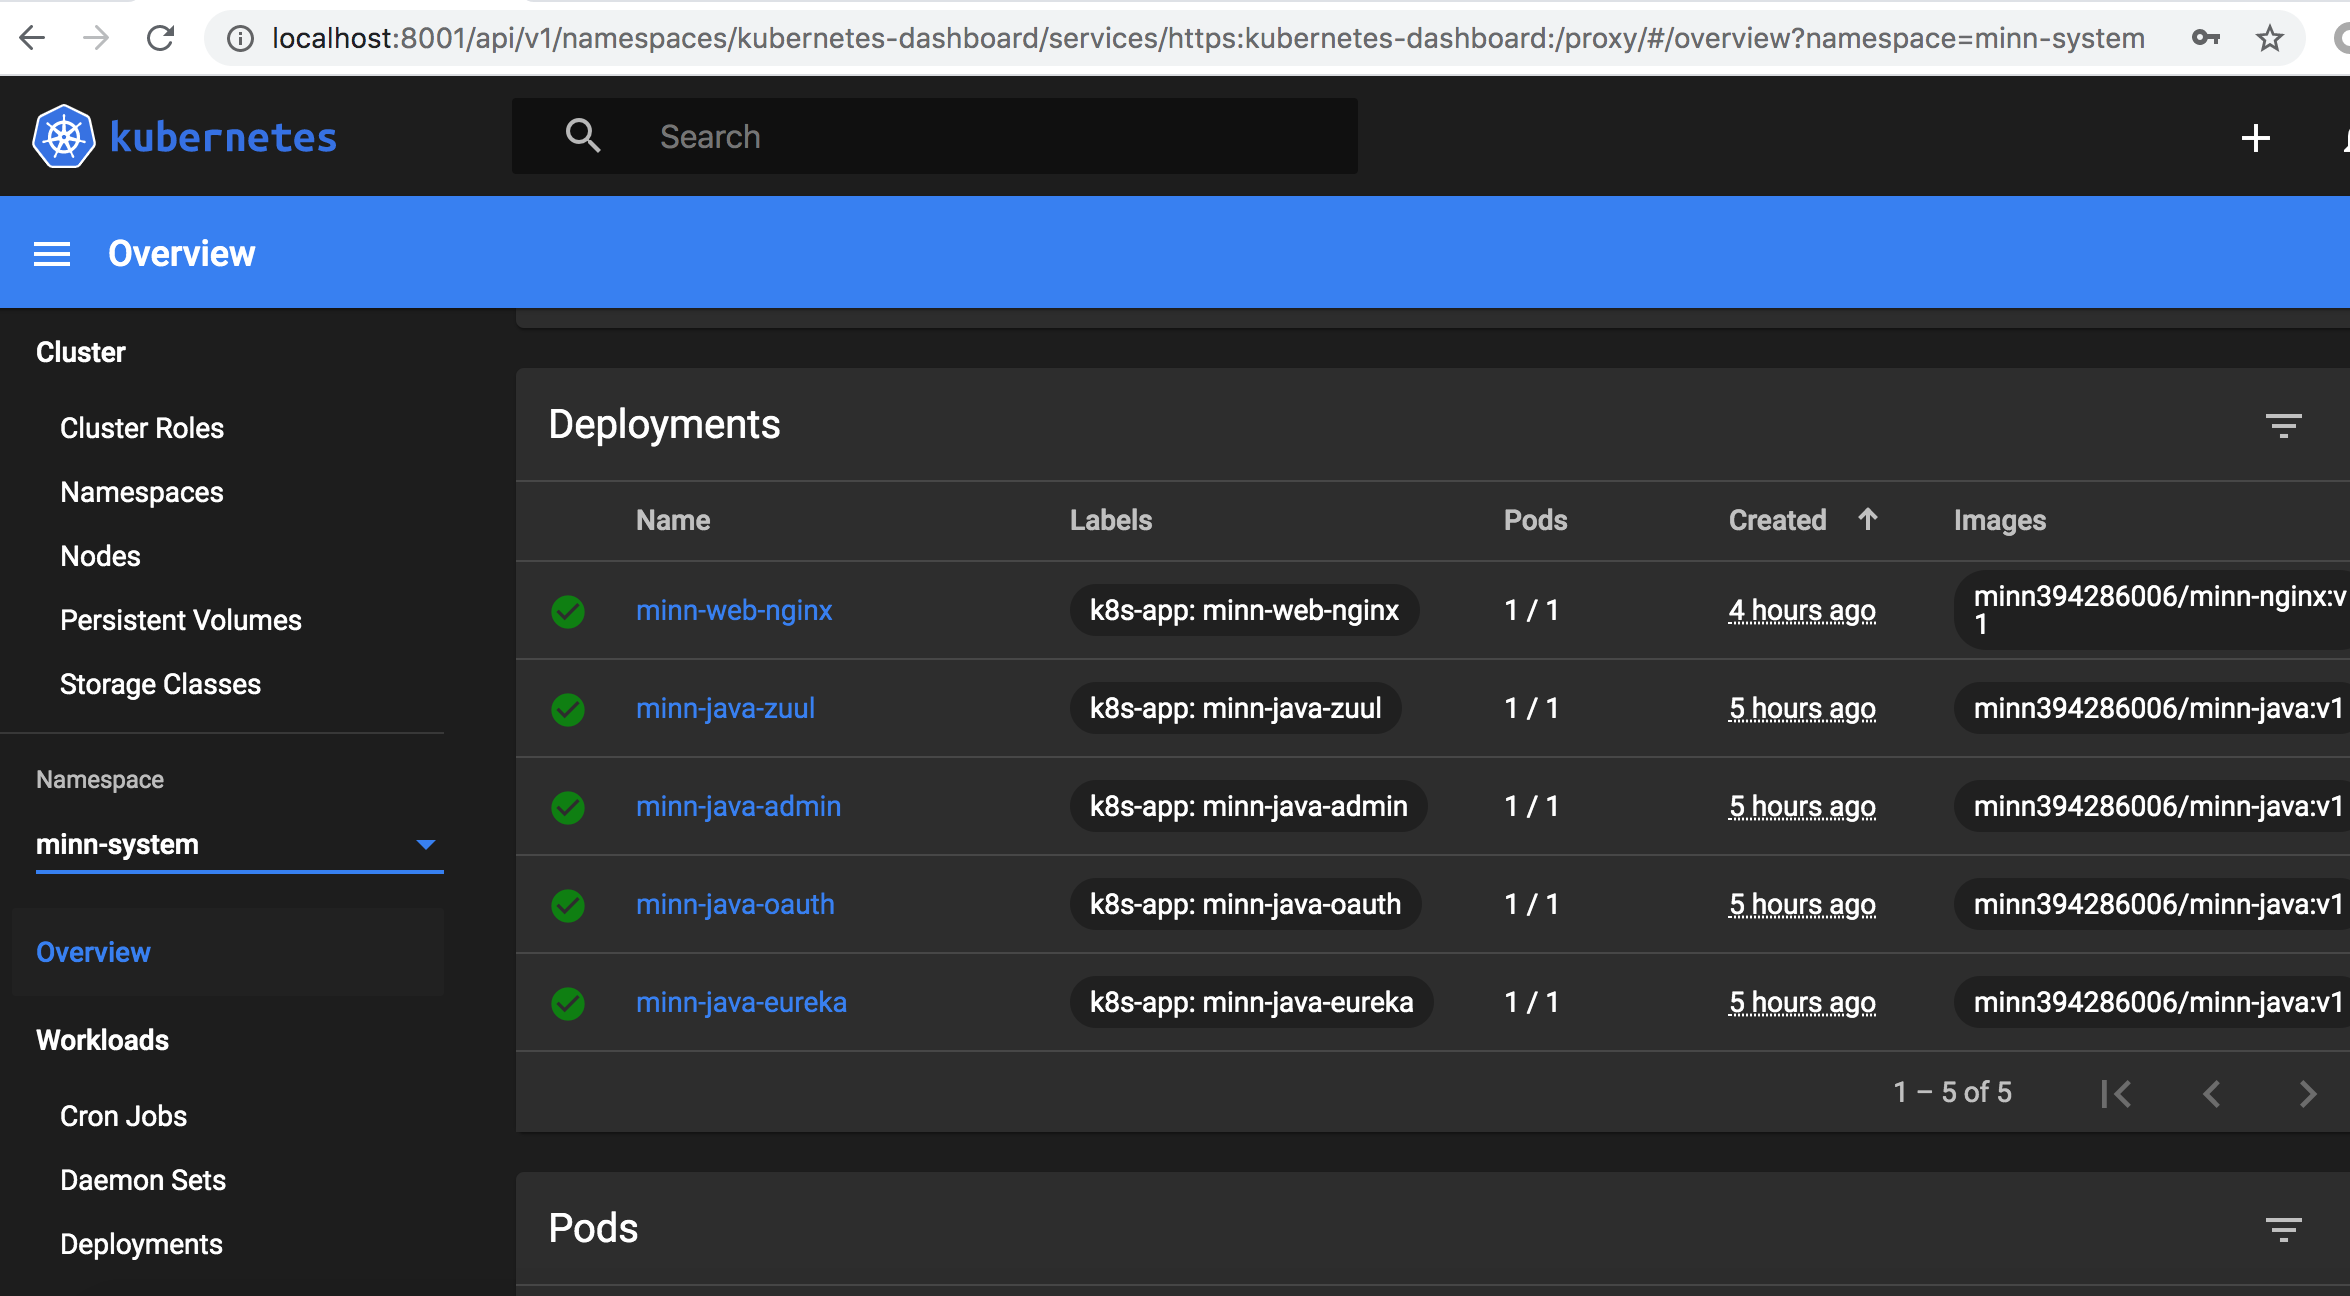 localhost:8001/api/v1/namespaces/kubernetes-dashboard/services/https:kubernetes-dashboard:/proxy/#/overview?namespace=minn-system
kubernetes
Search
Overview
Cluster
Cluster Roles
Namespaces
Nodes
Persistent Volumes
Storage Classes
Namespace
minn-system
Overview
Workloads
Cron Jobs
Daemon Sets
Deployments
Deployments
Name Labels Pods Created Images
minn-web-nginx k8s-app: minn-web-nginx 1 / 1 4 hours ago minn394286006/minn-nginx:v
1
minn-java-zuul k8s-app: minn-java-zuul 1 / 1 5 hours ago minn394286006/minn-java:v1
minn-java-admin k8s-app: minn-java-admin 1 / 1 5 hours ago minn394286006/minn-java:v1
minn-java-oauth k8s-app: minn-java-oauth 1 / 1 5 hours ago minn394286006/minn-java:v1
minn-java-eureka k8s-app: minn-java-eureka 1 / 1 5 hours ago minn394286006/minn-java:v1
1 – 5 of 5
Pods